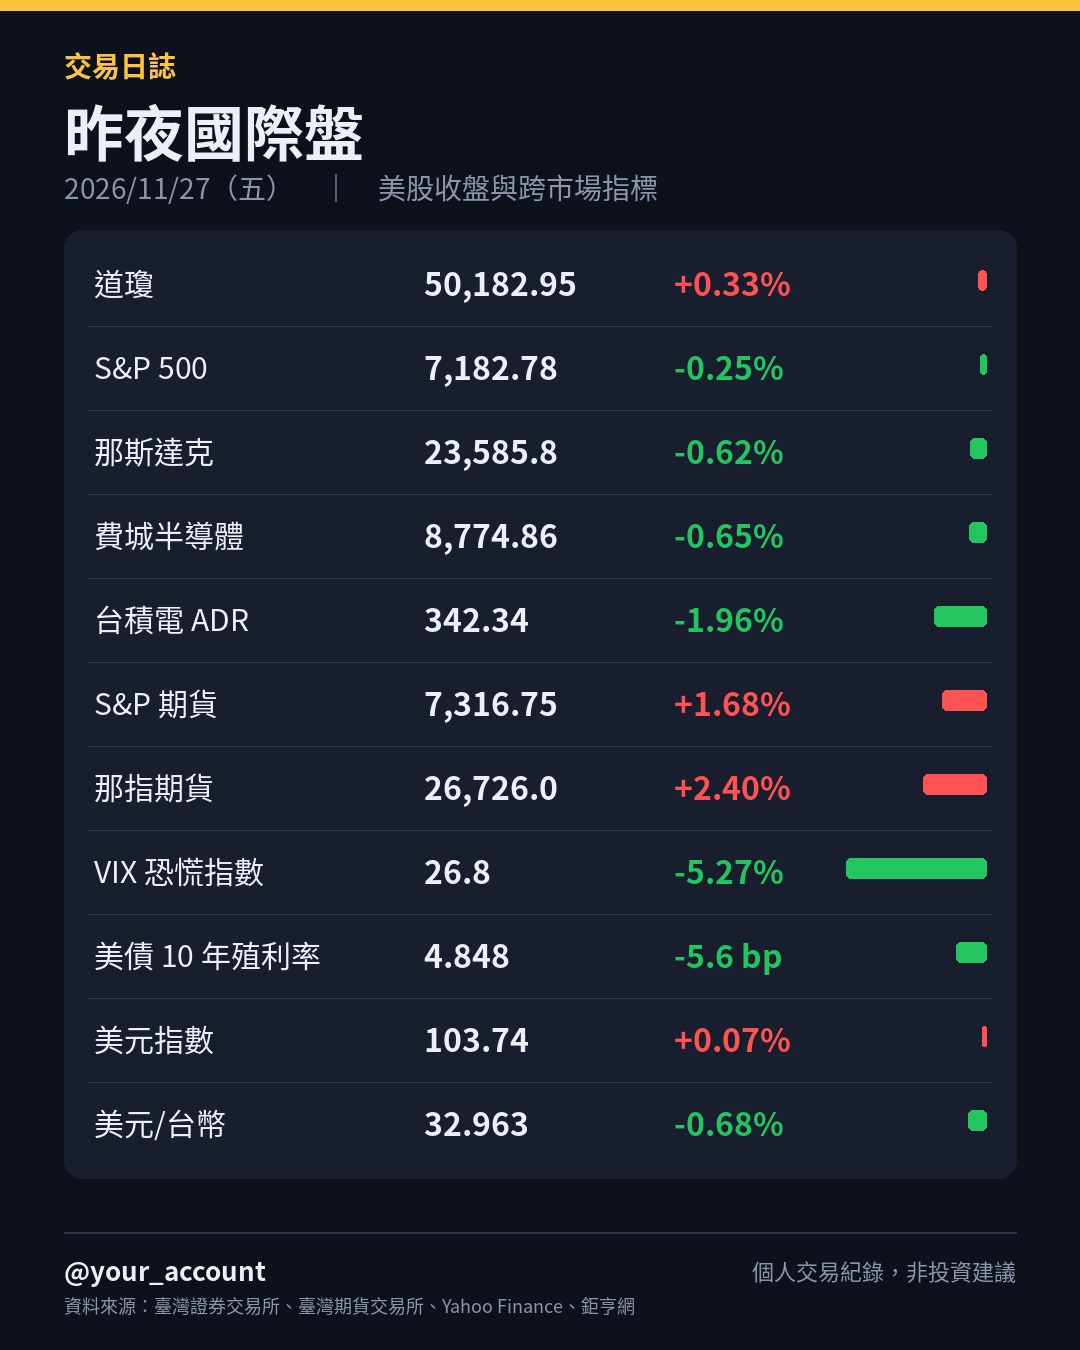 交易日誌
昨夜國際盤
2026/11/27（五） ｜ 美股收盤與跨市場指標
道瓊 50,182.95 +0.33%
S&P 500 7,182.78 -0.25%
那斯達克 23,585.8 -0.62%
費城半導體 8,774.86 -0.65%
台積電 ADR 342.34 -1.96%
S&P 期貨 7,316.75 +1.68%
那指期貨 26,726.0 +2.40%
VIX 恐慌指數 26.8 -5.27%
美債 10 年殖利率 4.848 -5.6 bp
美元指數 103.74 +0.07%
美元/台幣 32.963 -0.68%
@your_account 個人交易紀錄，非投資建議
資料來源：臺灣證券交易所、臺灣期貨交易所、Yahoo Finance、鉅亨網